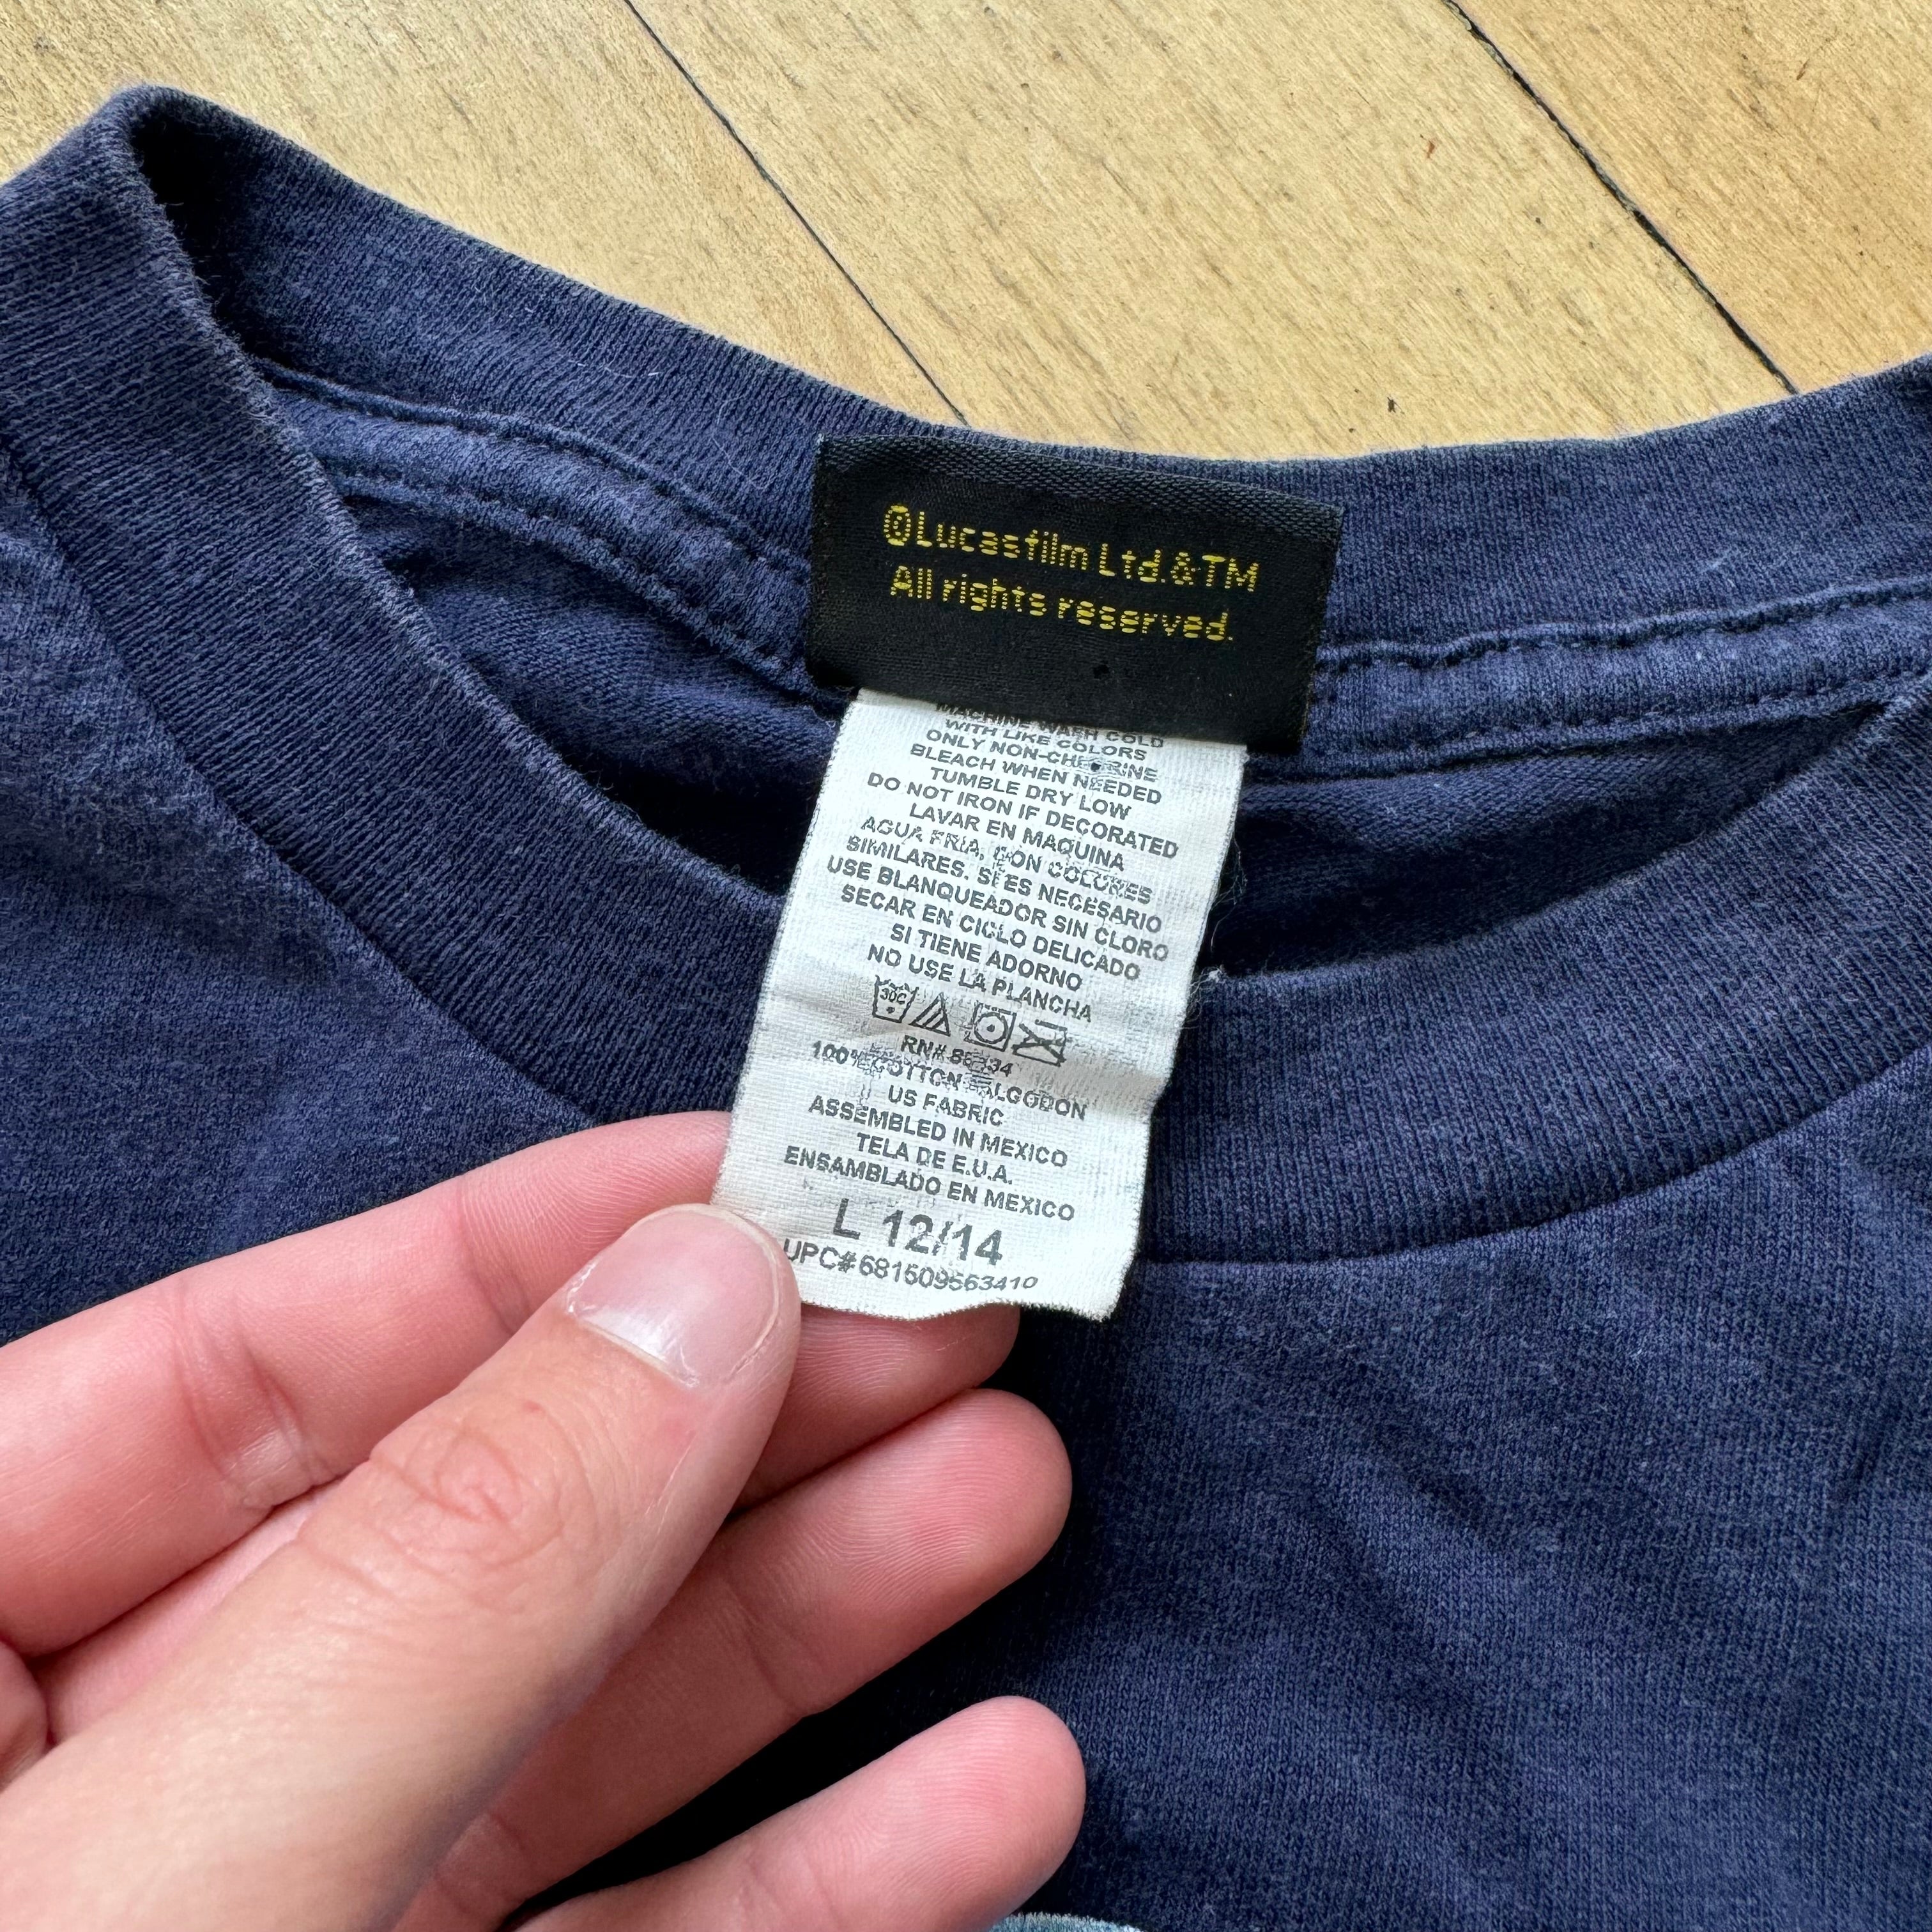 ©Lucasfilm Ltd.&TM
All rights reserved.
MACHINE WASH COLD
WITH LIKE COLORS
ONLY NON-CHLORINE
BLEACH WHEN NEEDED
TUMBLE DRY LOW
DO NOT IRON IF DECORATED
LAVAR EN MAQUINA
AGUA FRIA, CON COLORES
SIMILARES. SI ES NECESARIO
USE BLANQUEADOR SIN CLORO
SECAR EN CICLO DELICADO
SI TIENE ADORNO
NO USE LA PLANCHA
30C
RN#
100% COTTON ALGODON
US FABRIC
ASSEMBLED IN MEXICO
TELA DE E.U.A.
ENSAMBLADO EN MEXICO
L 12/14
UPC#681509563410